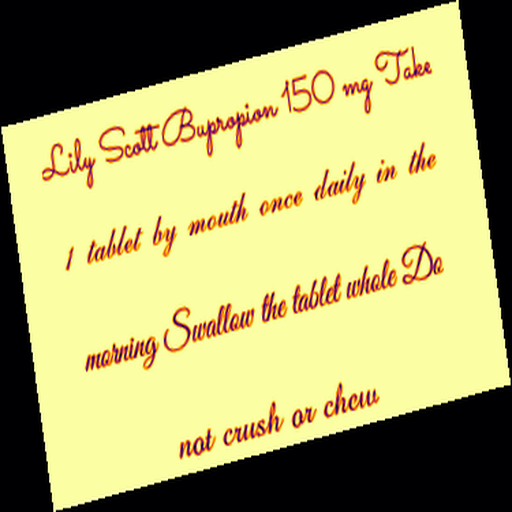 Lily Scott Bupropion 150 mg Take
1 tablet by mouth once daily in the
morning Swallow the tablet whole Do
not crush or chew